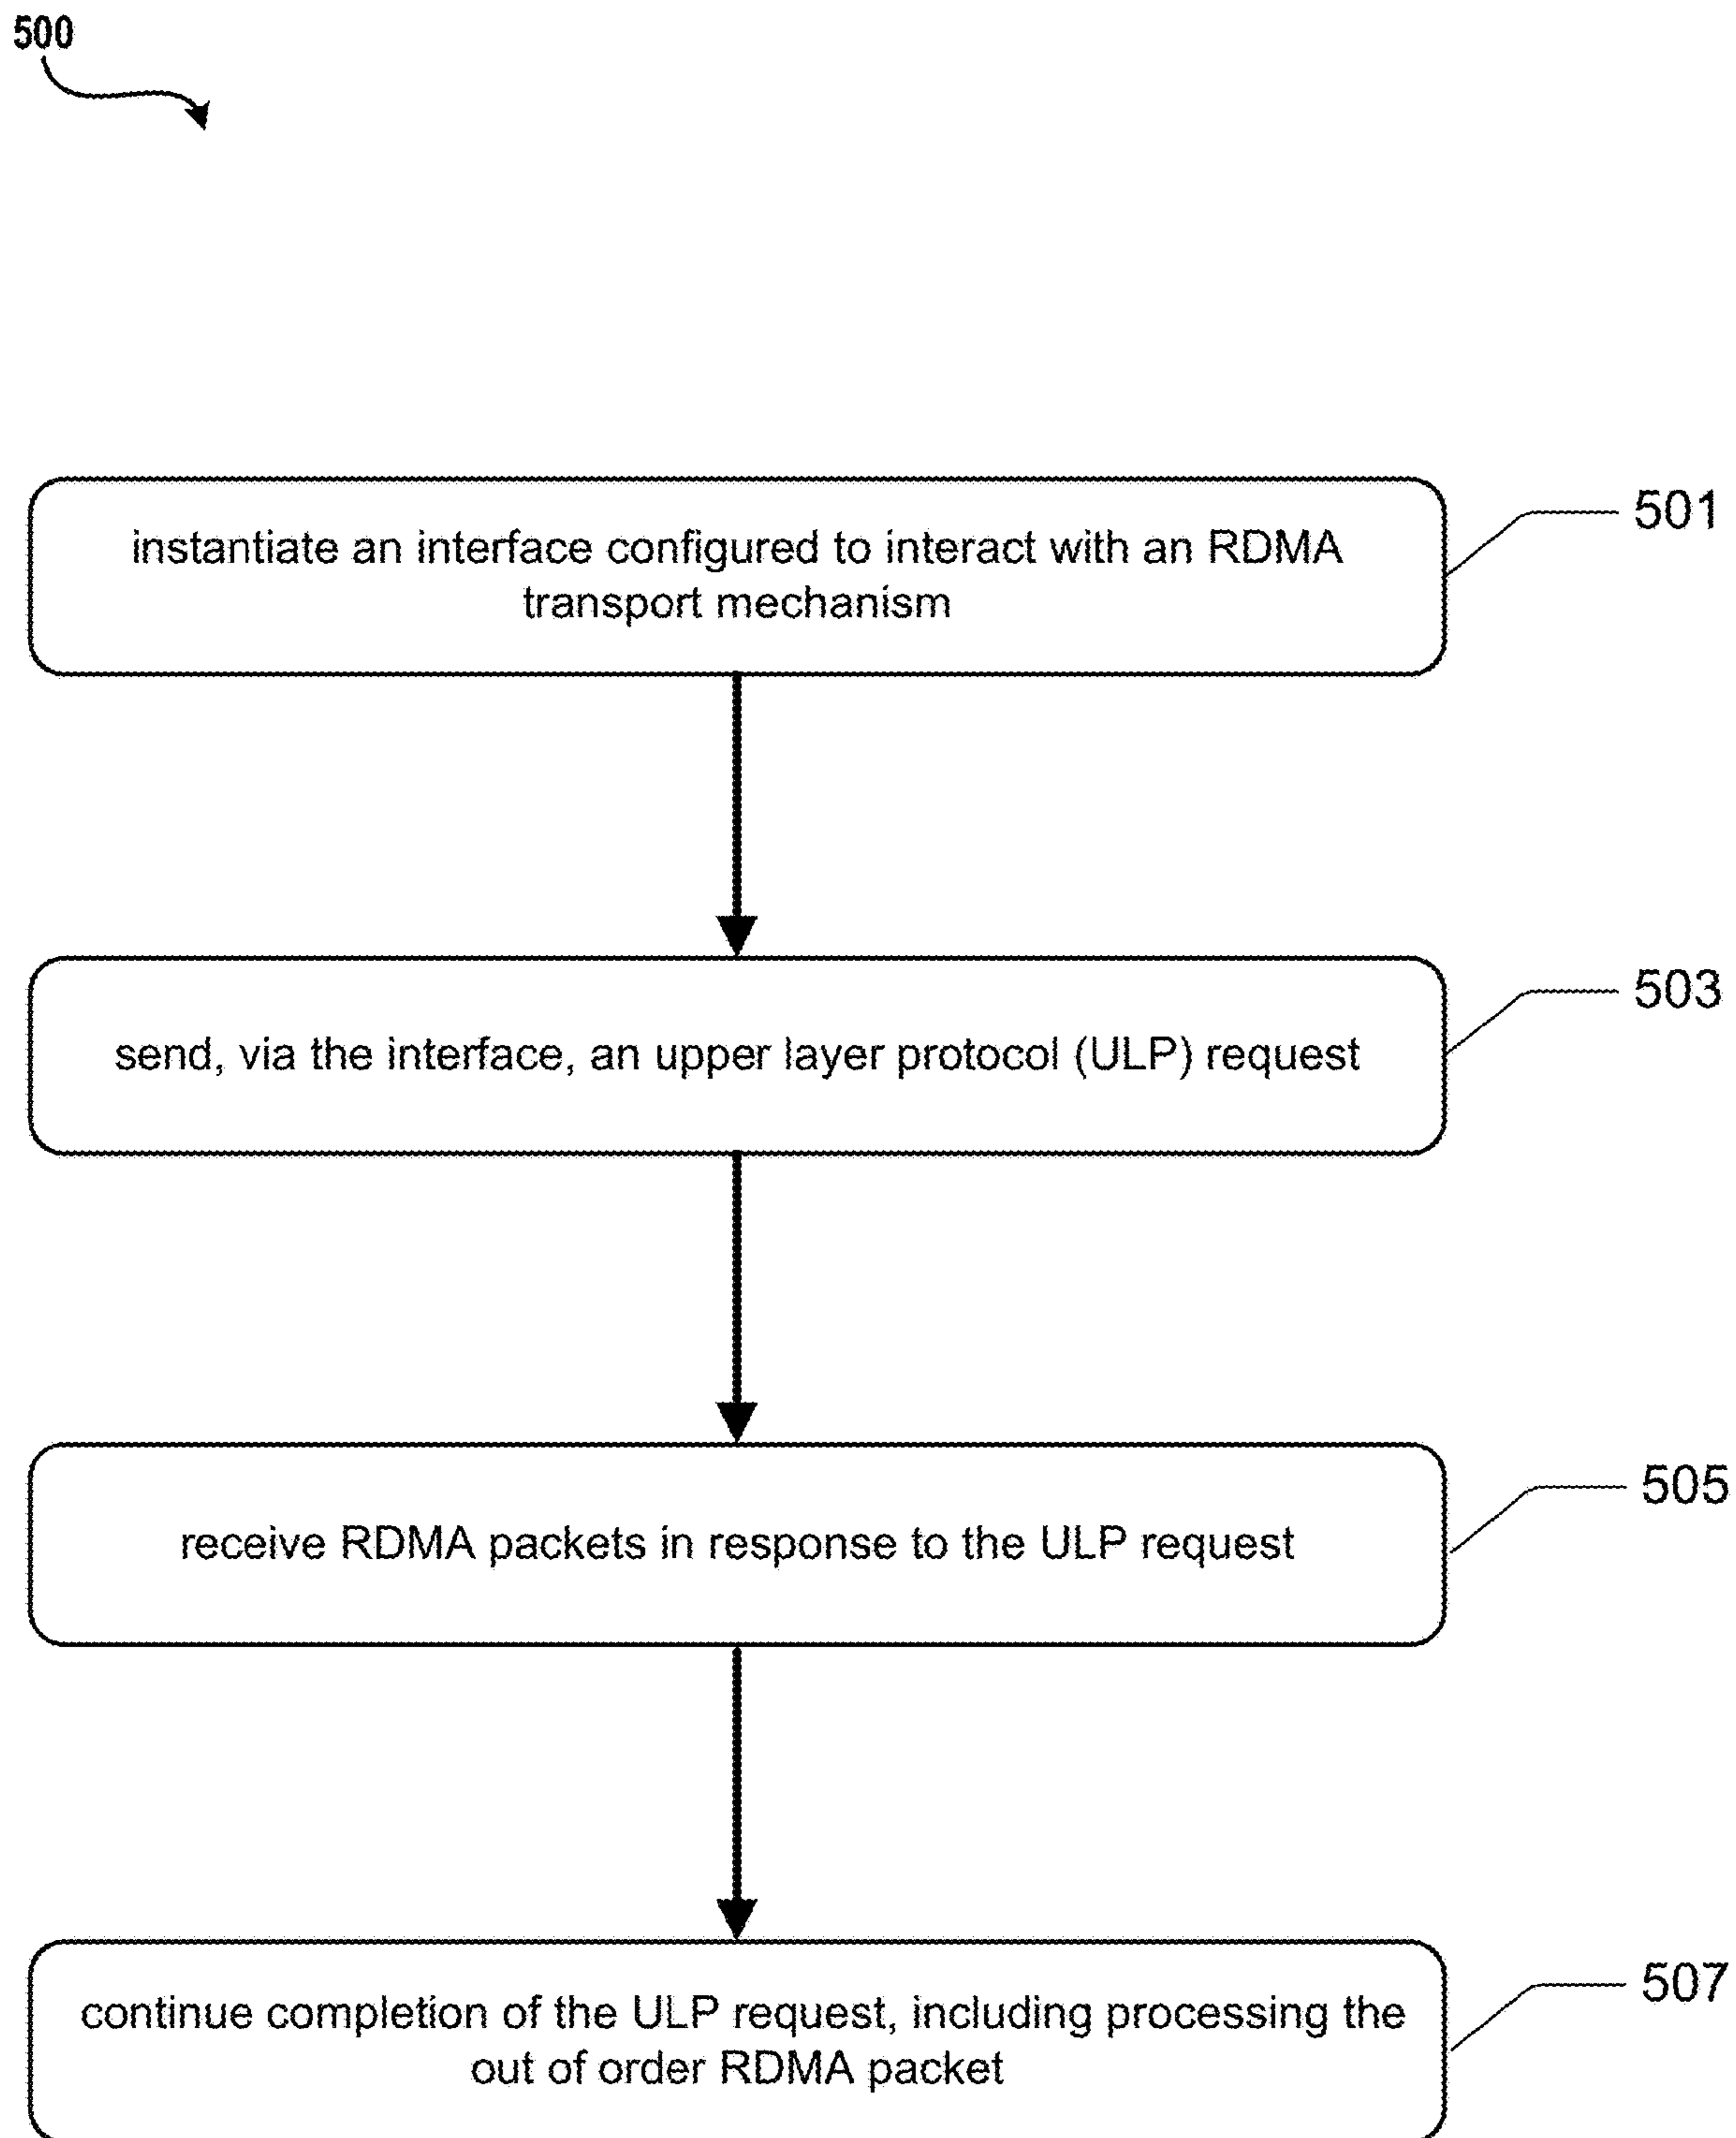 500
instantiate an interface configured to interact with an RDMA
transport mechanism
501
send, via the interface, an upper layer protocol (ULP) request
503
receive RDMA packets in response to the ULP request
505
continue completion of the ULP request, including processing the
out of order RDMA packet
507